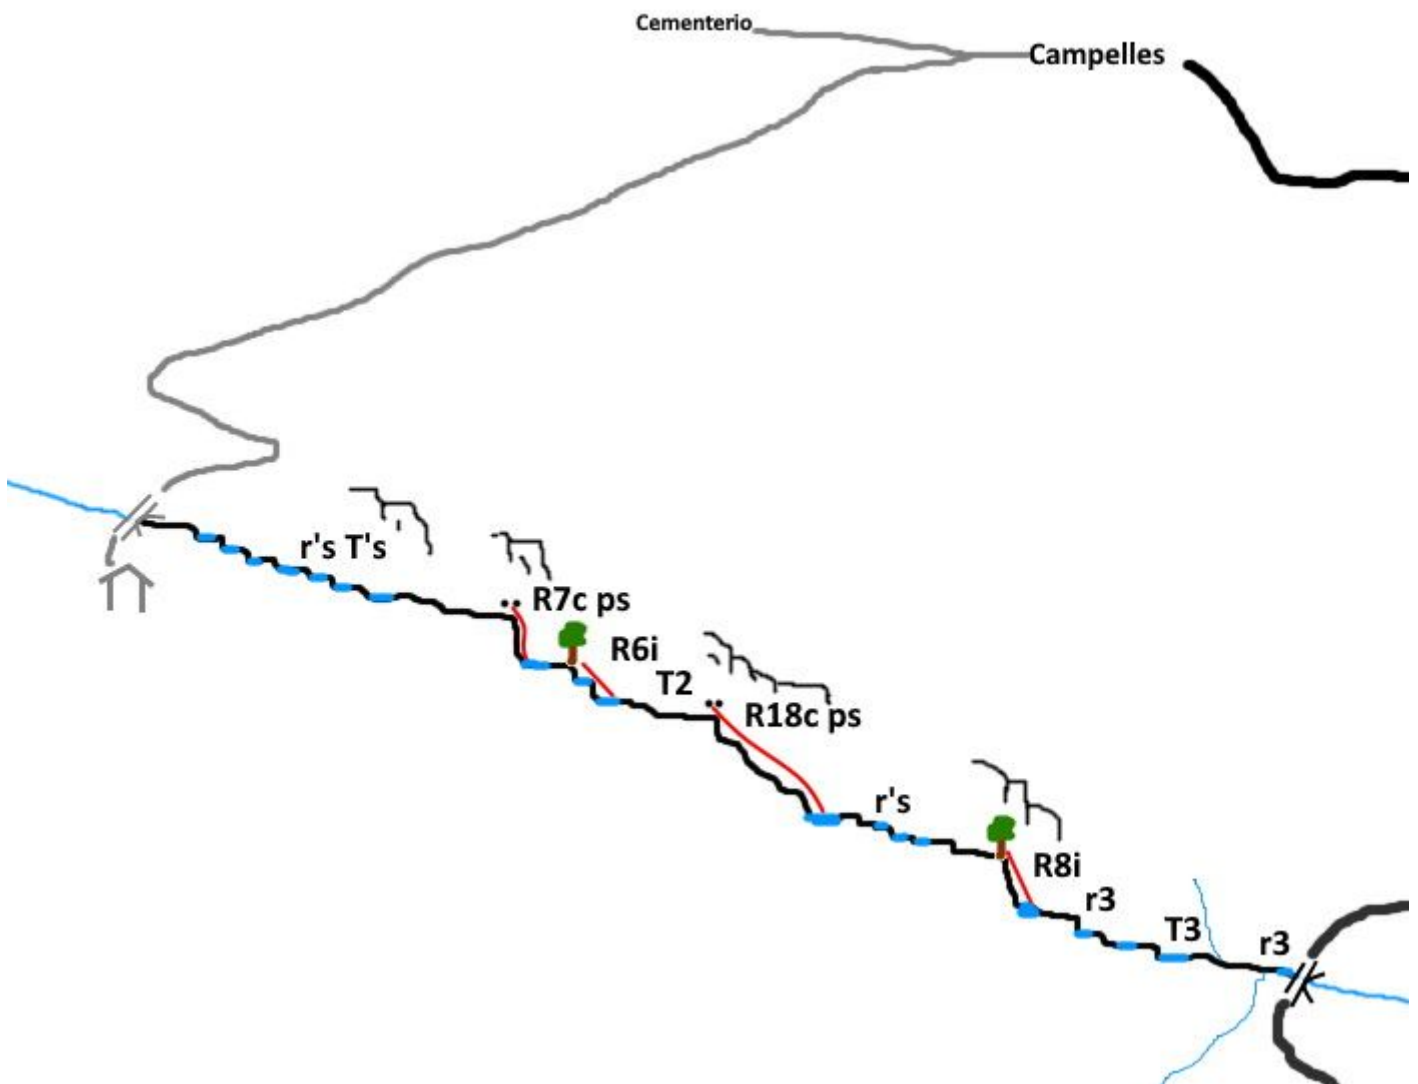 Cementerio
Campelles
r's T's
R7c ps
R6i
T2
R18c ps
r's
R8i
r3
T3
r3